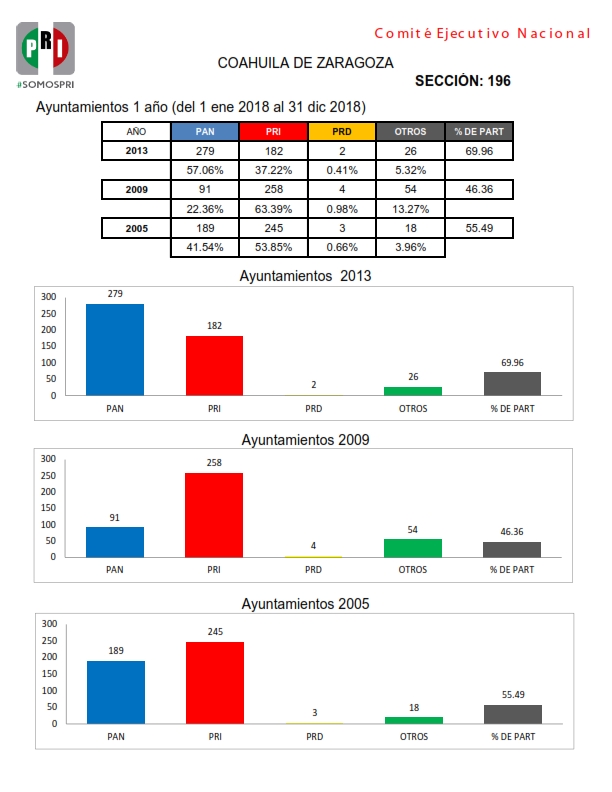 Comité Ejecutivo Nacional
PRI
#SOMOSPRI
COAHUILA DE ZARAGOZA
SECCIÓN: 196
Ayuntamientos 1 año (del 1 ene 2018 al 31 dic 2018)
AÑO PAN PRI PRD OTROS % DE PART
2013 279 182 2 26 69.96
57.06% 37.22% 0.41% 5.32%
2009 91 258 4 54 46.36
22.36% 63.39% 0.98% 13.27%
2005 189 245 3 18 55.49
41.54% 53.85% 0.66% 3.96%
Ayuntamientos 2013
300
250
200
150
100
50
0
279 182 2 26 69.96
PAN PRI PRD OTROS % DE PART
Ayuntamientos 2009
300
250
200
150
100
50
0
91 258 4 54 46.36
PAN PRI PRD OTROS % DE PART
Ayuntamientos 2005
300
250
200
150
100
50
0
189 245 3 18 55.49
PAN PRI PRD OTROS % DE PART